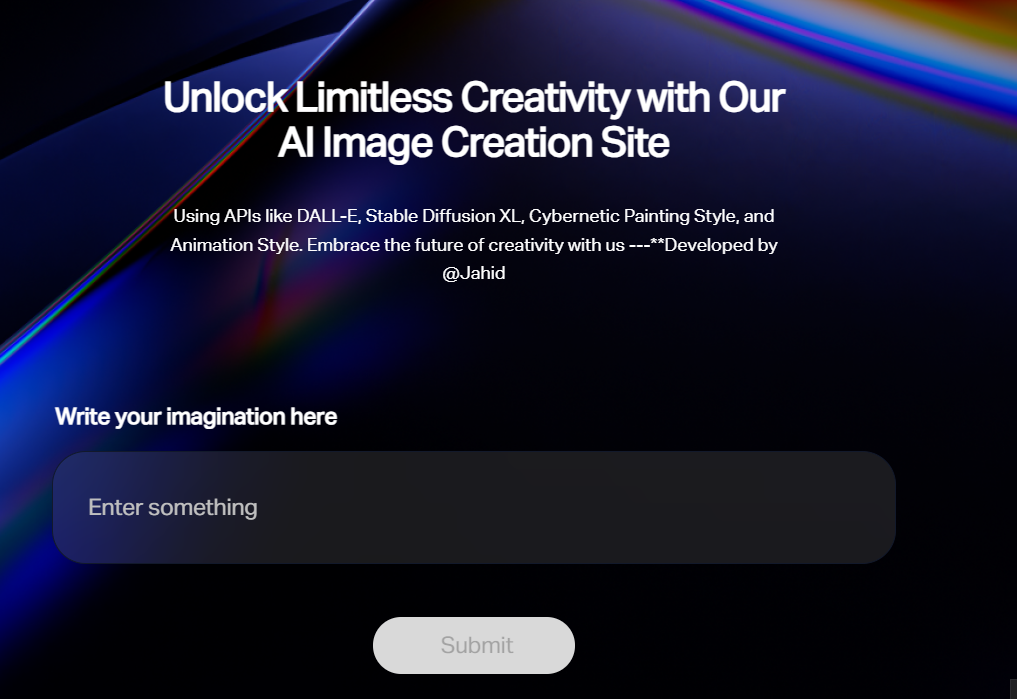 Unlock Limitless Creativity with Our
AI Image Creation Site
Using APIs like DALL-E, Stable Diffusion XL, Cybernetic Painting Style, and
Animation Style. Embrace the future of creativity with us ---**Developed by
@Jahid
Write your imagination here
Enter something
Submit